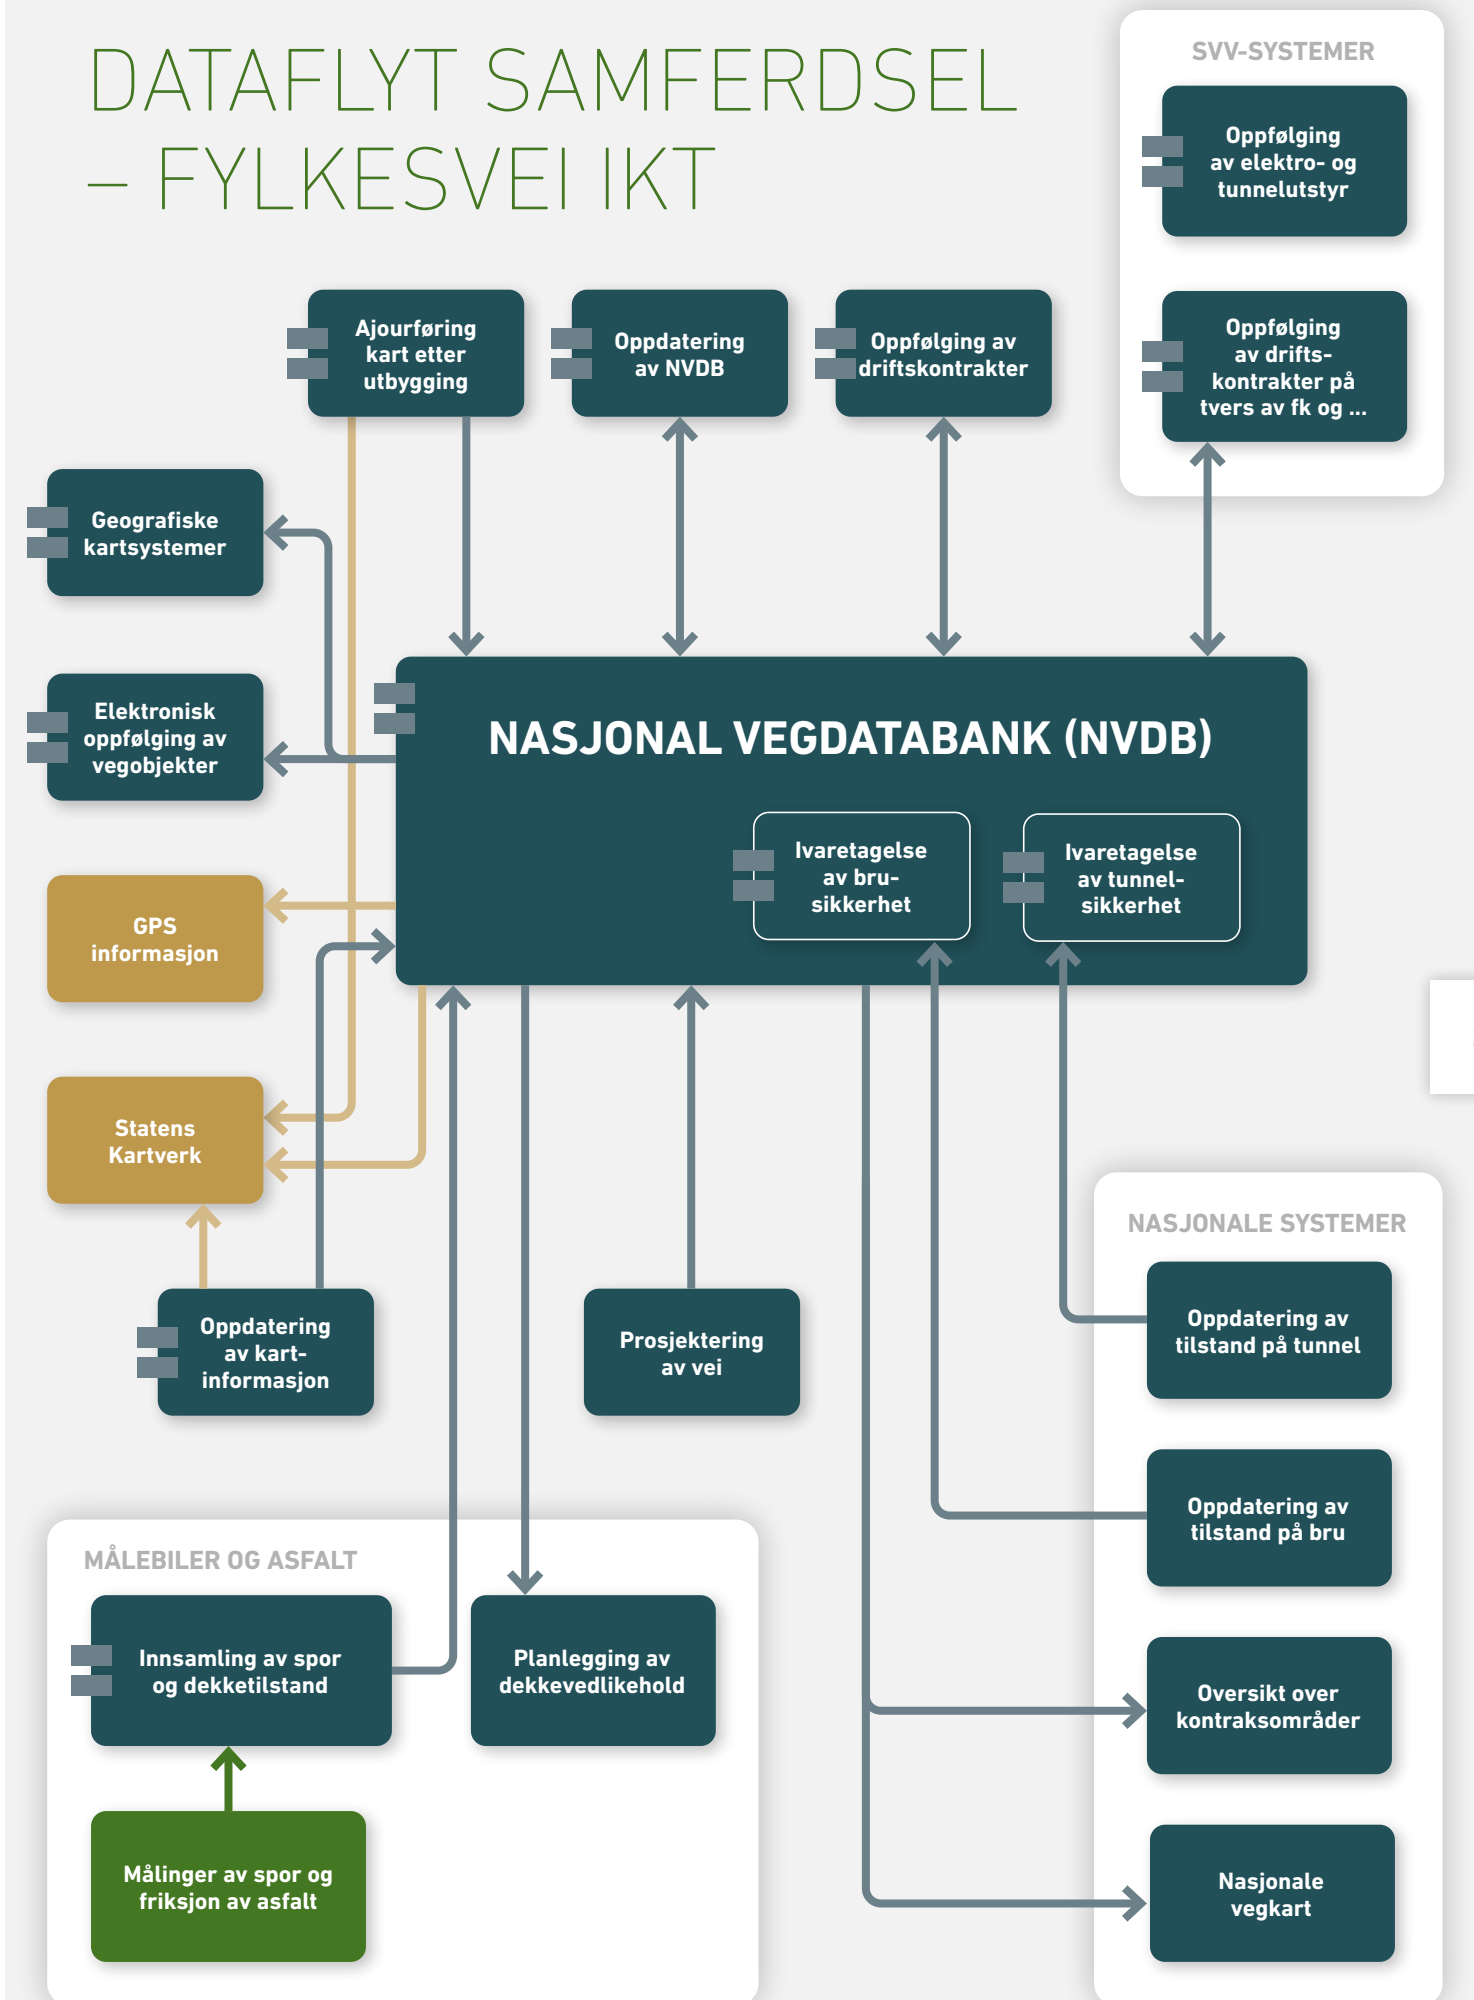 DATAFLYT SAMFERDSEL
– FYLKESVEI IKT
SVV-SYSTEMER
Oppfølging
av elektro- og
tunnelutstyr
Ajourføring
kart etter
utbygging
Oppdatering
av NVDB
Oppfølging av
driftskontrakter
Oppfølging
av drifts-
kontrakter på
tvers av fk og ...
Geografiske
kartsystemer
Elektronisk
oppfølging av
vegobjekter
NASJONAL VEGDATABANK (NVDB)
Ivaretagelse
av bru-
sikkerhet
Ivaretagelse
av tunnel-
sikkerhet
GPS
informasjon
Statens
Kartverk
Oppdatering
av kart-
informasjon
Prosjektering
av vei
NASJONALE SYSTEMER
Oppdatering av
tilstand på tunnel
Oppdatering av
tilstand på bru
Oversikt over
kontraksområder
Nasjonale
vegkart
MÅLEBILER OG ASFALT
Innsamling av spor
og dekketilstand
Planlegging av
dekkevedlikehold
Målinger av spor og
friksjon av asfalt